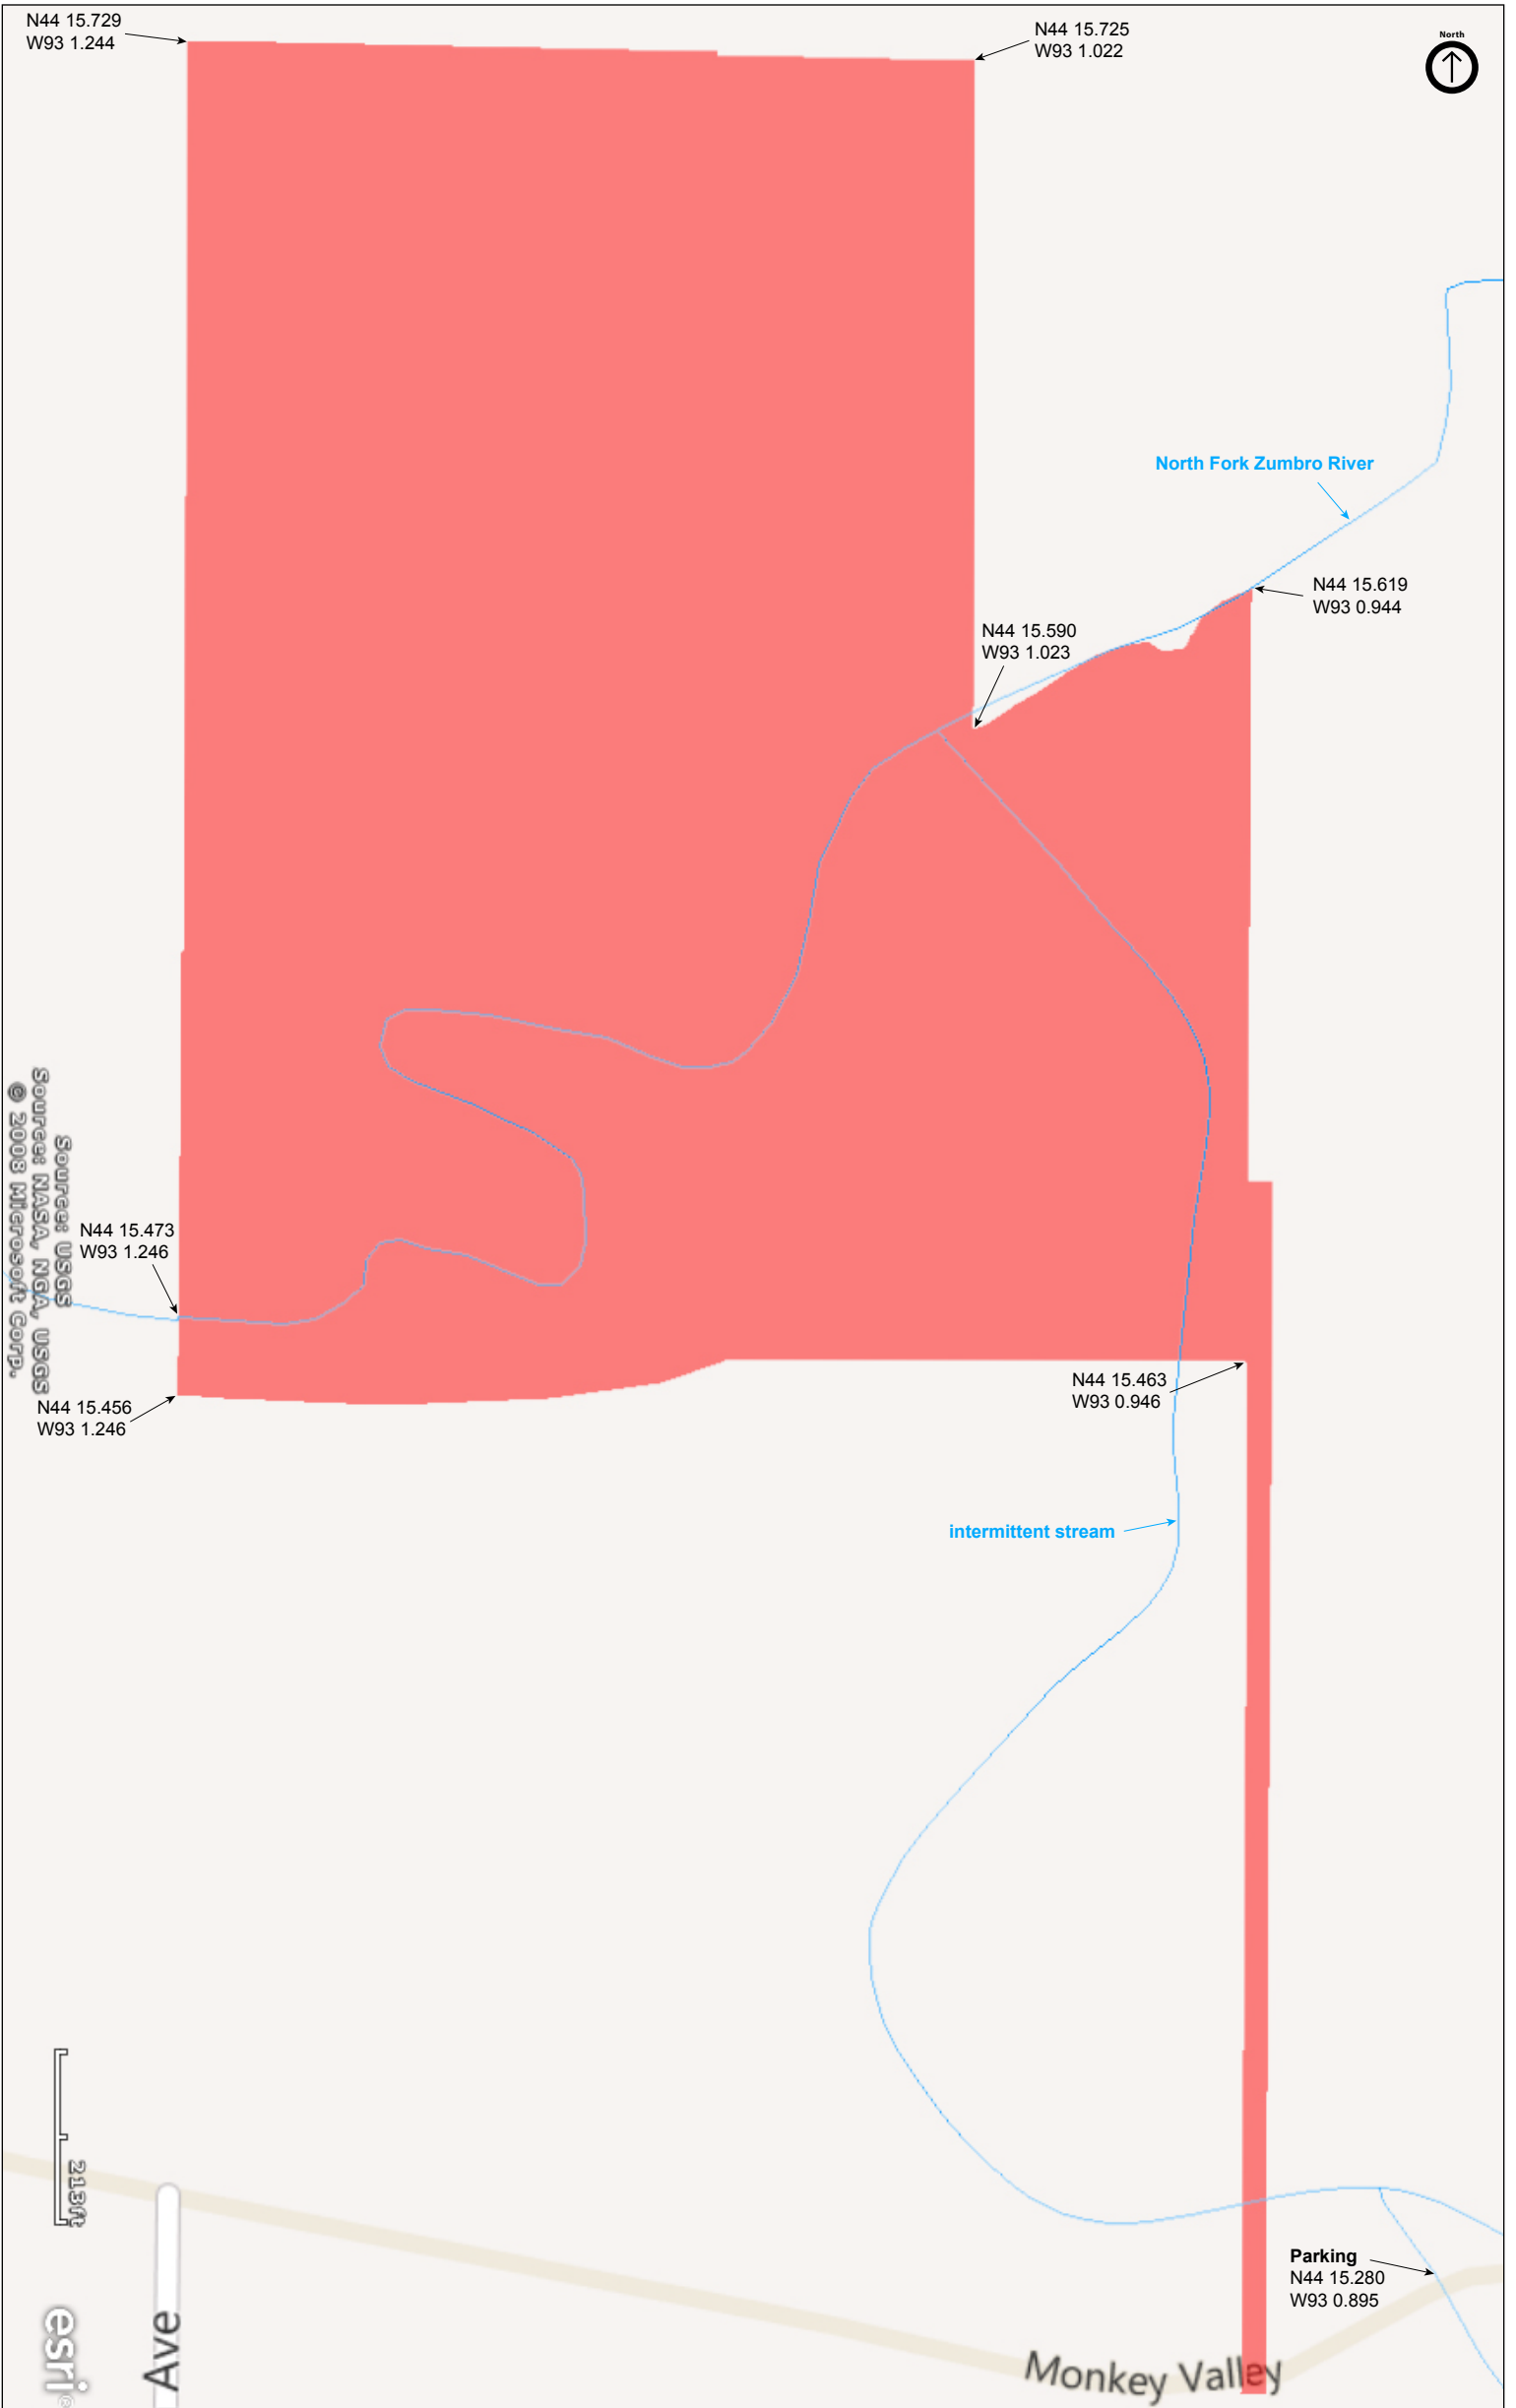 N44 15.729
W93 1.244
N44 15.725
W93 1.022
North
North Fork Zumbro River
N44 15.619
W93 0.944
N44 15.590
W93 1.023
Source: USGS
Source: NASA, NGA, USGS
© 2008 Microsoft Corp.
N44 15.473
W93 1.246
N44 15.456
W93 1.246
N44 15.463
W93 0.946
intermittent stream
213ft
Parking
N44 15.280
W93 0.895
esri®
Ave
Monkey Valley